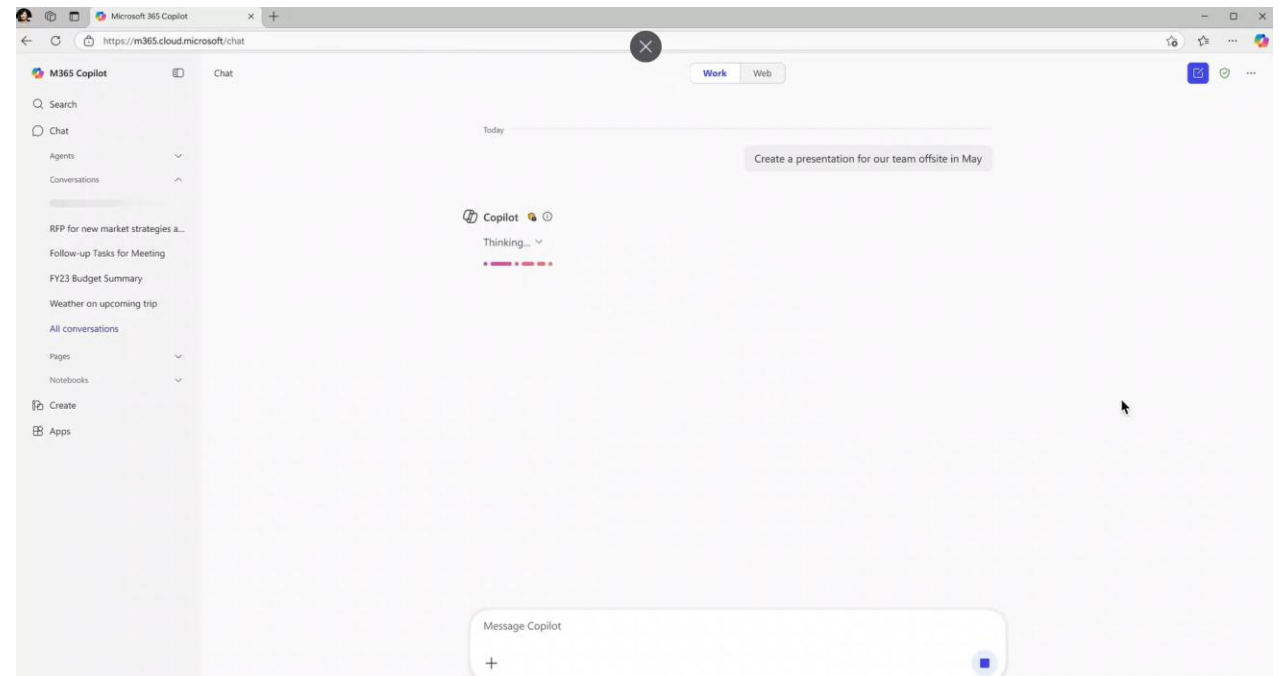 Microsoft 365 Copilot
https://m365.cloud.microsoft/chat
M365 Copilot
Chat
Work
Web
Search
Chat
Agents
Conversations
RFP for new market strategies a...
Follow-up Tasks for Meeting
FY23 Budget Summary
Weather on upcoming trip
All conversations
Pages
Notebooks
Create
Apps
Today
Create a presentation for our team offsite in May
Copilot
Thinking...
Message Copilot